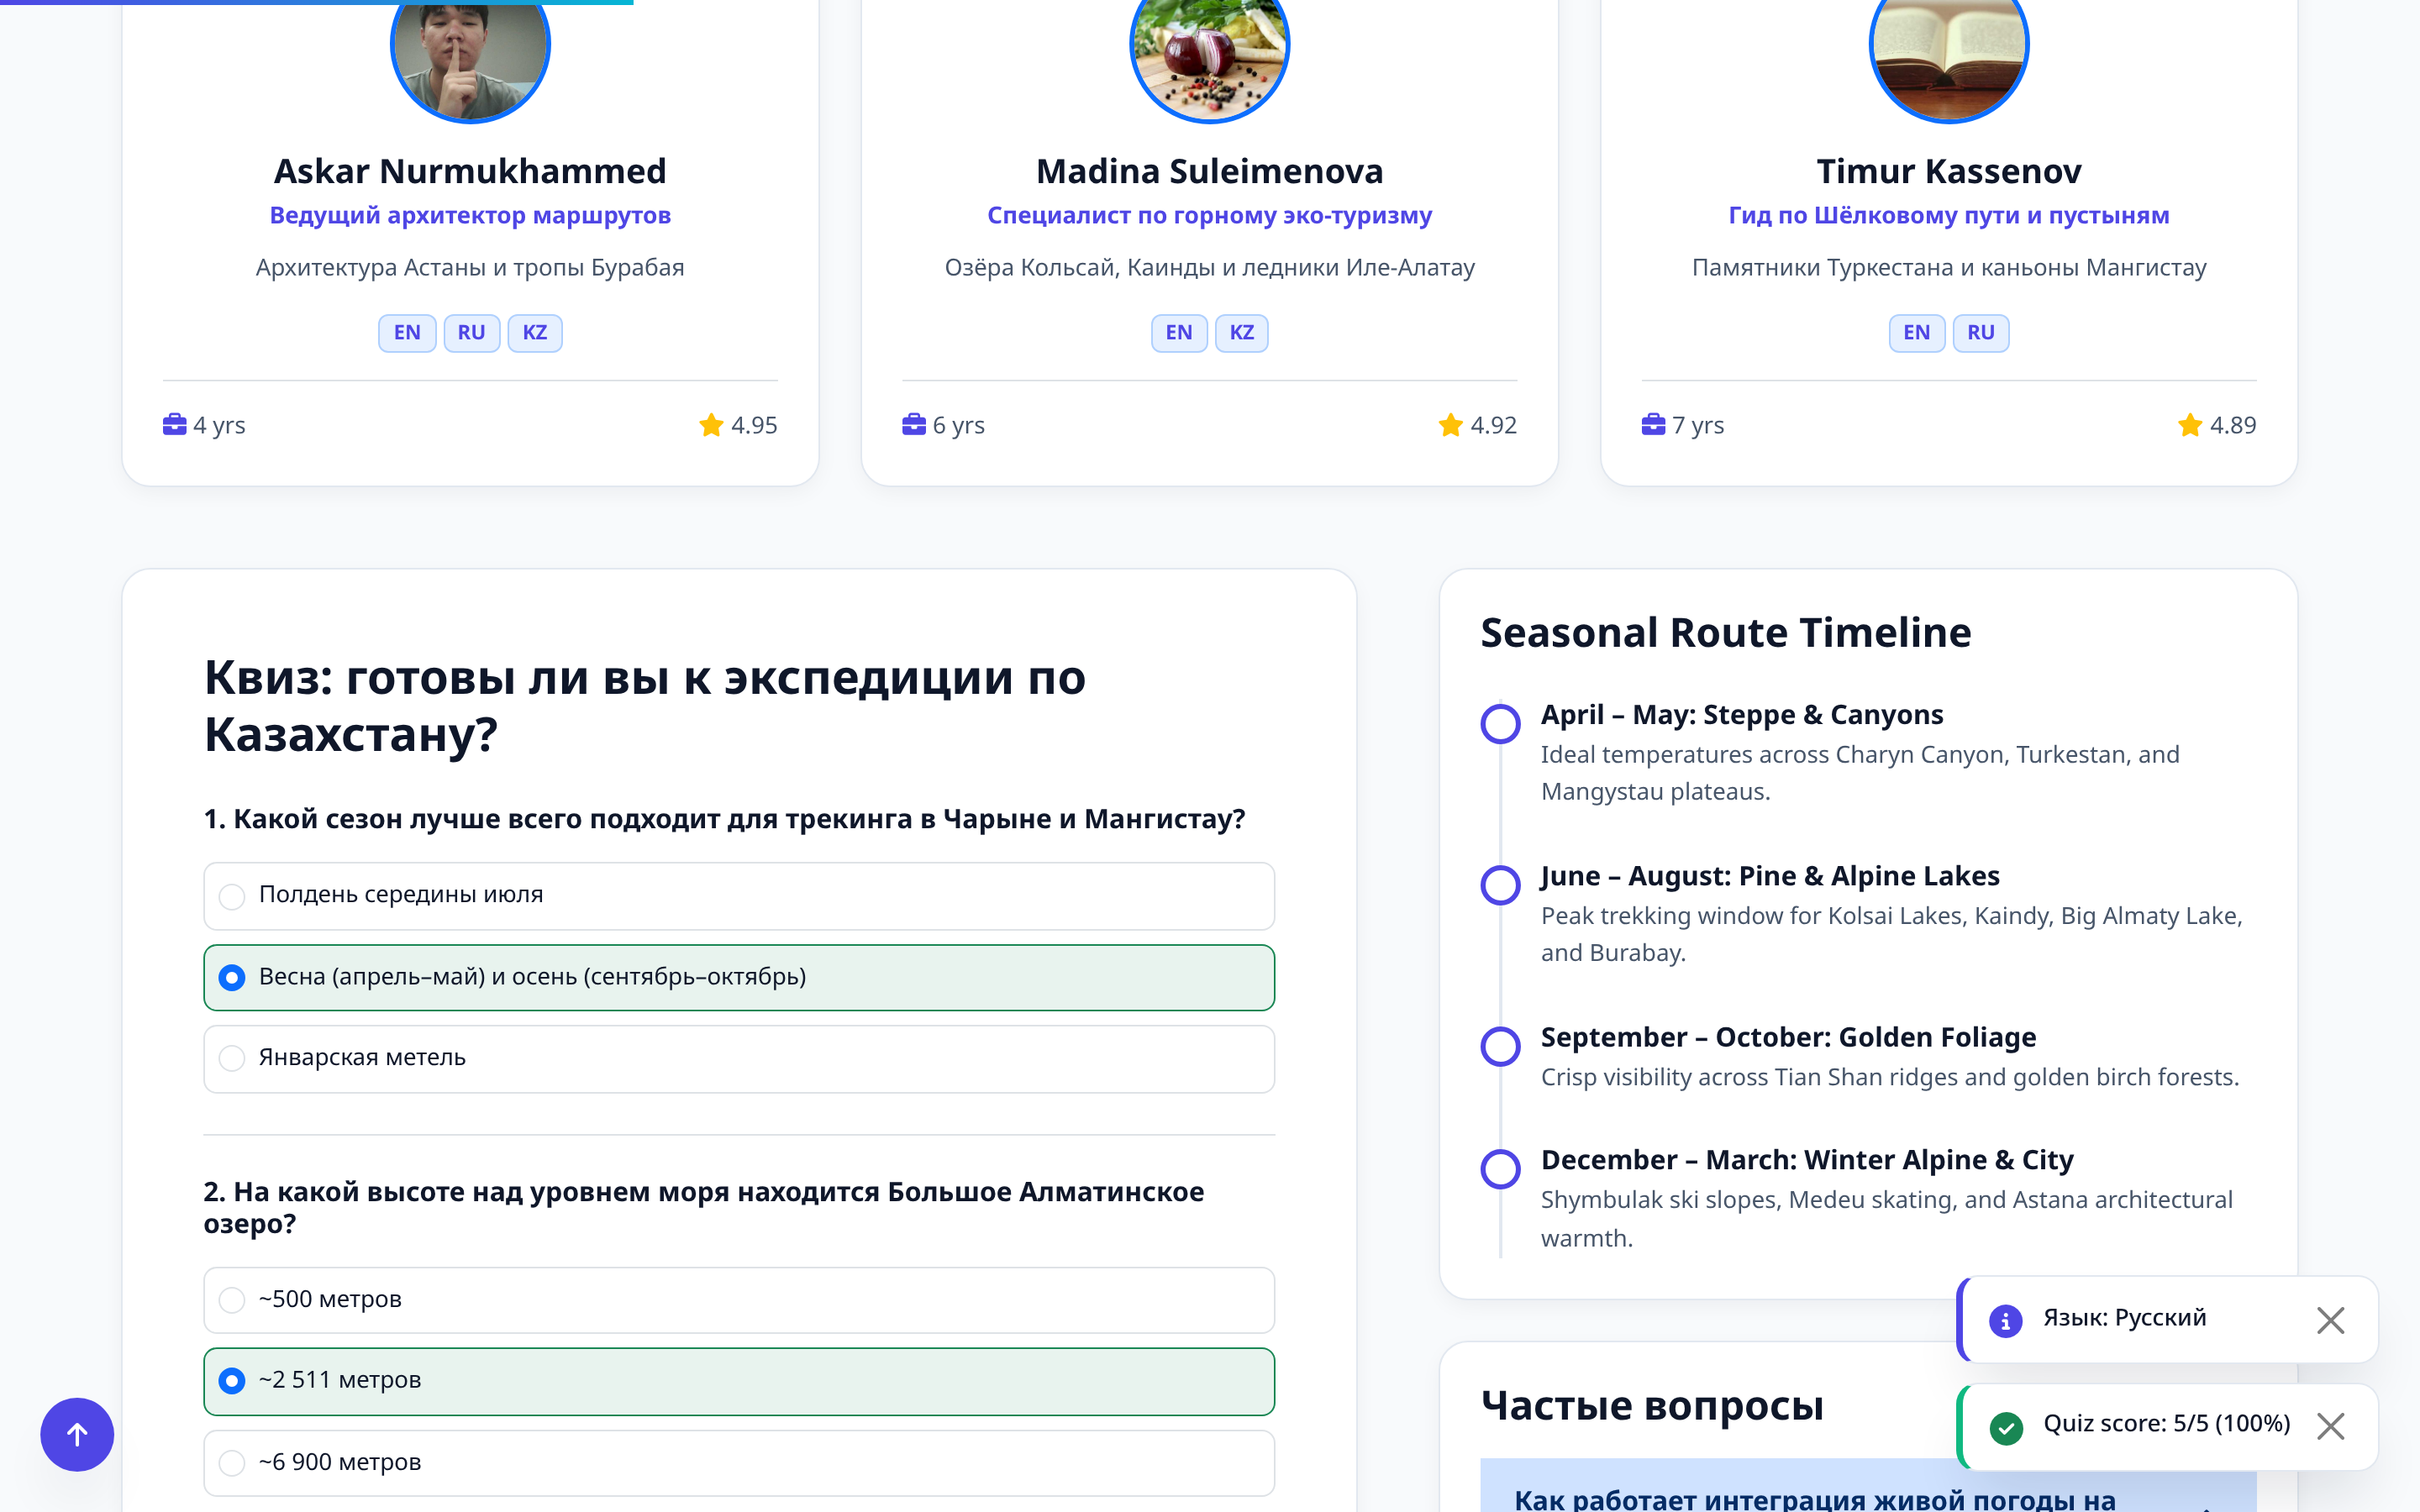 Askar Nurmukhammed
Ведущий архитектор маршрутов
Архитектура Астаны и тропы Бурабая
EN RU KZ
4 yrs 4.95
Madina Suleimenova
Специалист по горному эко-туризму
Озёра Кольсай, Каинды и ледники Иле-Алатау
EN KZ
6 yrs 4.92
Timur Kassenov
Гид по Шёлковому пути и пустыням
Памятники Туркестана и каньоны Мангистау
EN RU
7 yrs 4.89
Квиз: готовы ли вы к экспедиции по
Казахстану?
1. Какой сезон лучше всего подходит для трекинга в Чарыне и Мангистау?
Полдень середины июля
Весна (апрель–май) и осень (сентябрь–октябрь)
Январская метель
2. На какой высоте над уровнем моря находится Большое Алматинское
озеро?
~500 метров
~2 511 метров
~6 900 метров
Seasonal Route Timeline
April – May: Steppe & Canyons
Ideal temperatures across Charyn Canyon, Turkestan, and
Mangystau plateaus.
June – August: Pine & Alpine Lakes
Peak trekking window for Kolsai Lakes, Kaindy, Big Almaty Lake,
and Burabay.
September – October: Golden Foliage
Crisp visibility across Tian Shan ridges and golden birch forests.
December – March: Winter Alpine & City
Shymbulak ski slopes, Medeu skating, and Astana architectural
warmth.
Частые вопросы
Как работает интеграция живой погоды на
Язык: Русский
Quiz score: 5/5 (100%)